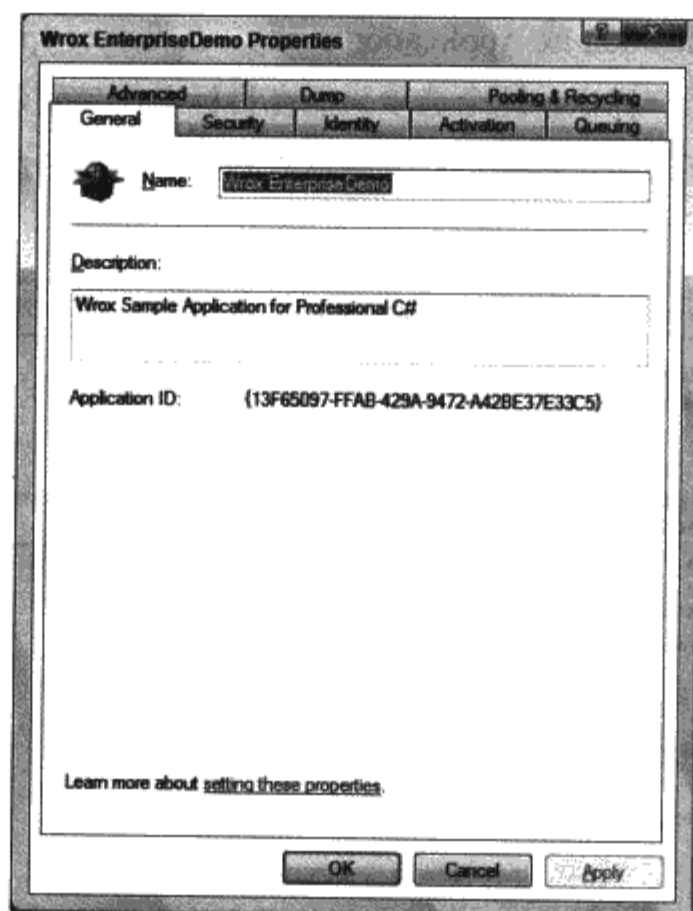 Wrox EnterpriseDemo Properties
Advanced Dump Pooling & Recycling
General Security Identity Activation Queuing
Name: Wrox EnterpriseDemo
Description:
Wrox Sample Application for Professional C#
Application ID: {13F65097-FFAB-429A-9472-A42BE37E33C5}
Learn more about setting these properties.
OK Cancel Apply